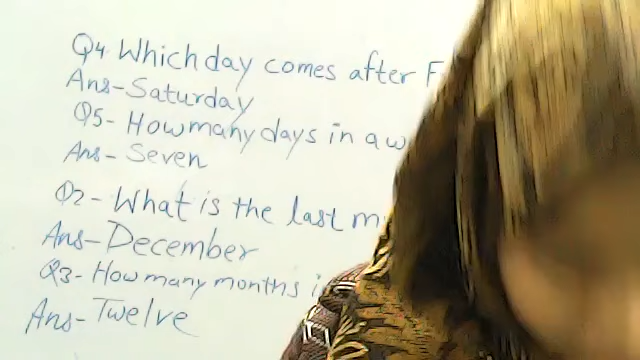 Q4 Which day comes after F
Ans-Saturday
Q5- How many days in a w
Ans- Seven
Q2- What is the last m
Ans-December
Q3- How many months i
Ans-Twelve